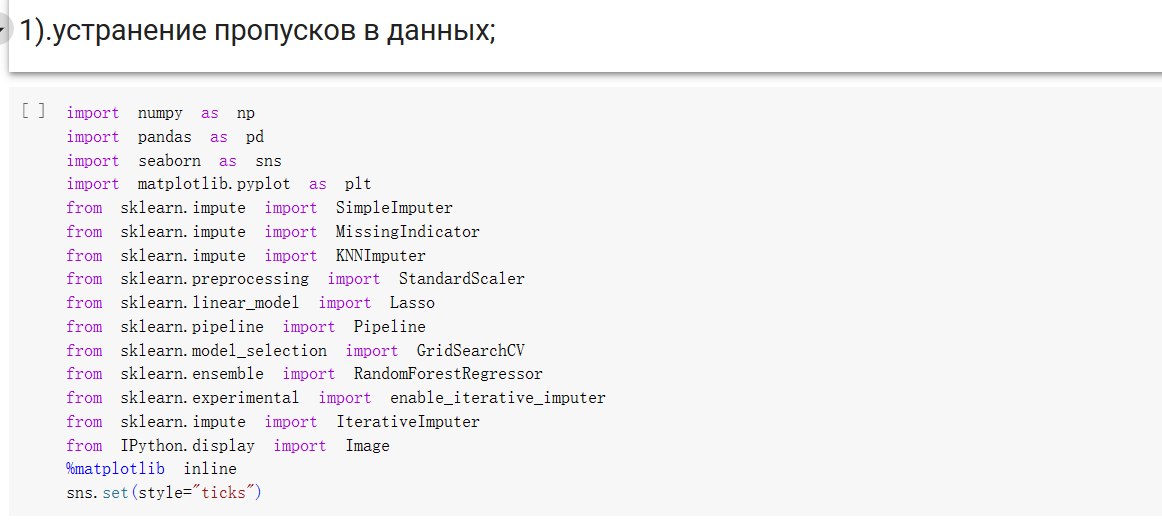 1).устранение пропусков в данных;
[ ]
import numpy as np
import pandas as pd
import seaborn as sns
import matplotlib.pyplot as plt
from sklearn.impute import SimpleImputer
from sklearn.impute import MissingIndicator
from sklearn.impute import KNNImputer
from sklearn.preprocessing import StandardScaler
from sklearn.linear_model import Lasso
from sklearn.pipeline import Pipeline
from sklearn.model_selection import GridSearchCV
from sklearn.ensemble import RandomForestRegressor
from sklearn.experimental import enable_iterative_imputer
from sklearn.impute import IterativeImputer
from IPython.display import Image
%matplotlib inline
sns.set(style="ticks")